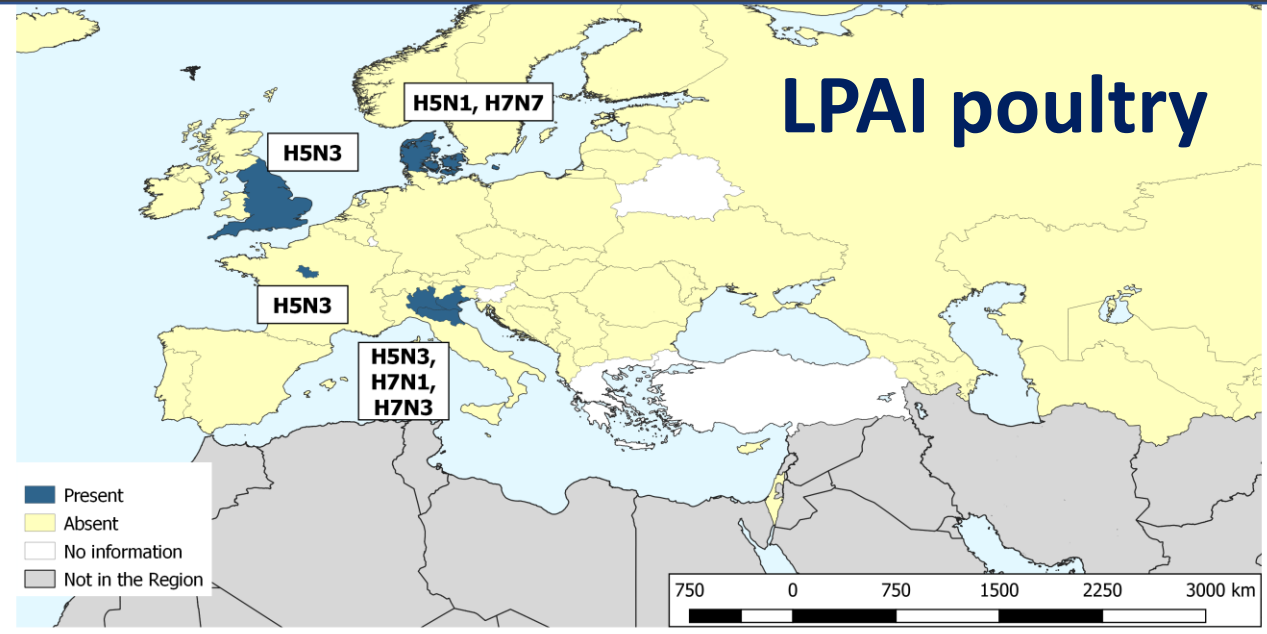 LPAI poultry
H5N1, H7N7
H5N3
H5N3
H5N3,
H7N1,
H7N3
Present
Absent
No information
Not in the Region
750 0 750 1500 2250 3000 km